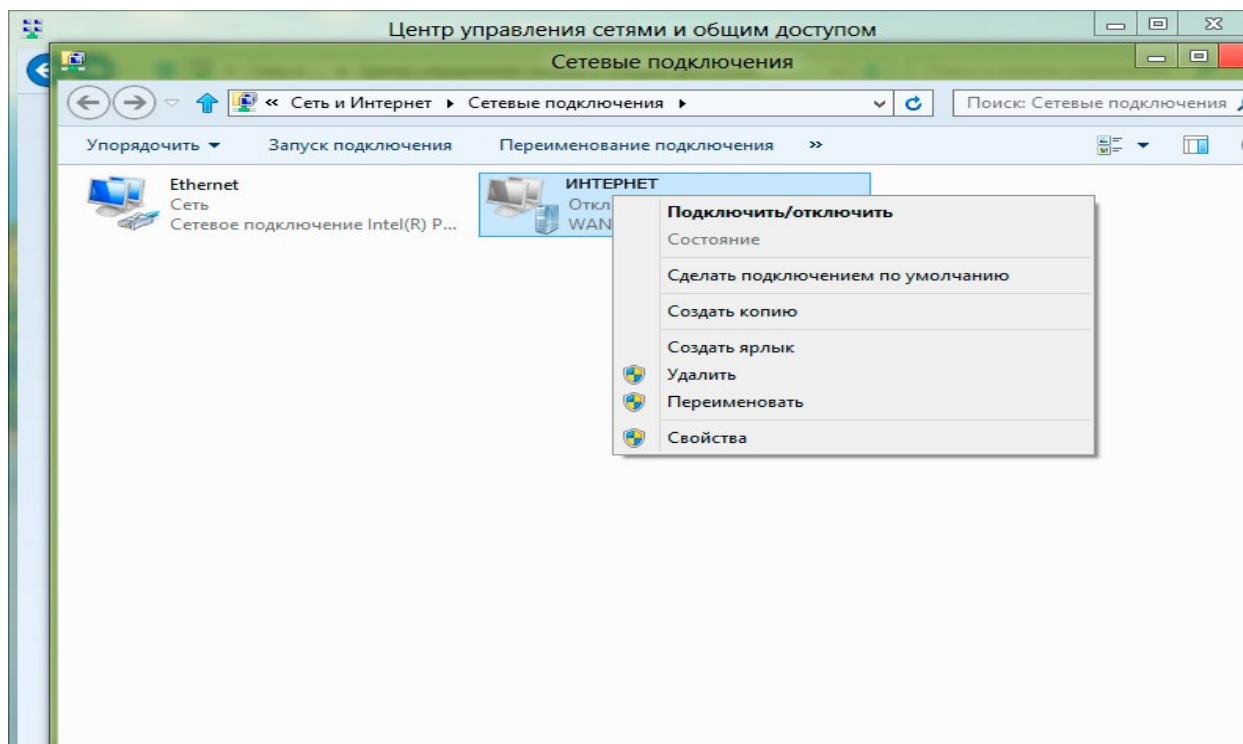 Центр управления сетями и общим доступом
Сетевые подключения
« Сеть и Интернет Сетевые подключения
Поиск: Сетевые подключения
Упорядочить Запуск подключения Переименование подключения »
Ethernet
Сеть
Сетевое подключение Intel(R) P...
ИНТЕРНЕТ
Откл
WAN
Подключить/отключить
Состояние
Сделать подключением по умолчанию
Создать копию
Создать ярлык
Удалить
Переименовать
Свойства